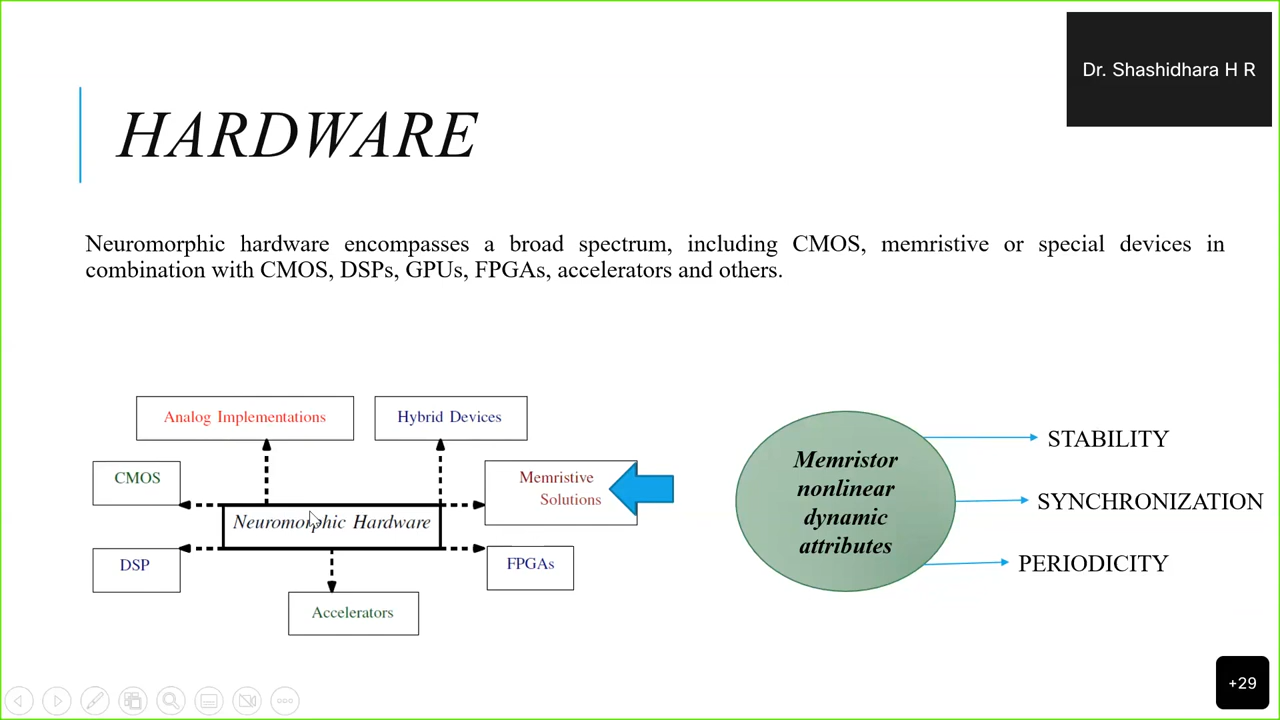 Dr. Shashidhara H R
HARDWARE
Neuromorphic hardware encompasses a broad spectrum, including CMOS, memristive or special devices in
combination with CMOS, DSPs, GPUs, FPGAs, accelerators and others.
Analog Implementations
Hybrid Devices
CMOS
Memristive
Solutions
Neuromorphic Hardware
DSP
FPGAs
Accelerators
Memristor
nonlinear
dynamic
attributes
STABILITY
SYNCHRONIZATION
PERIODICITY
+29